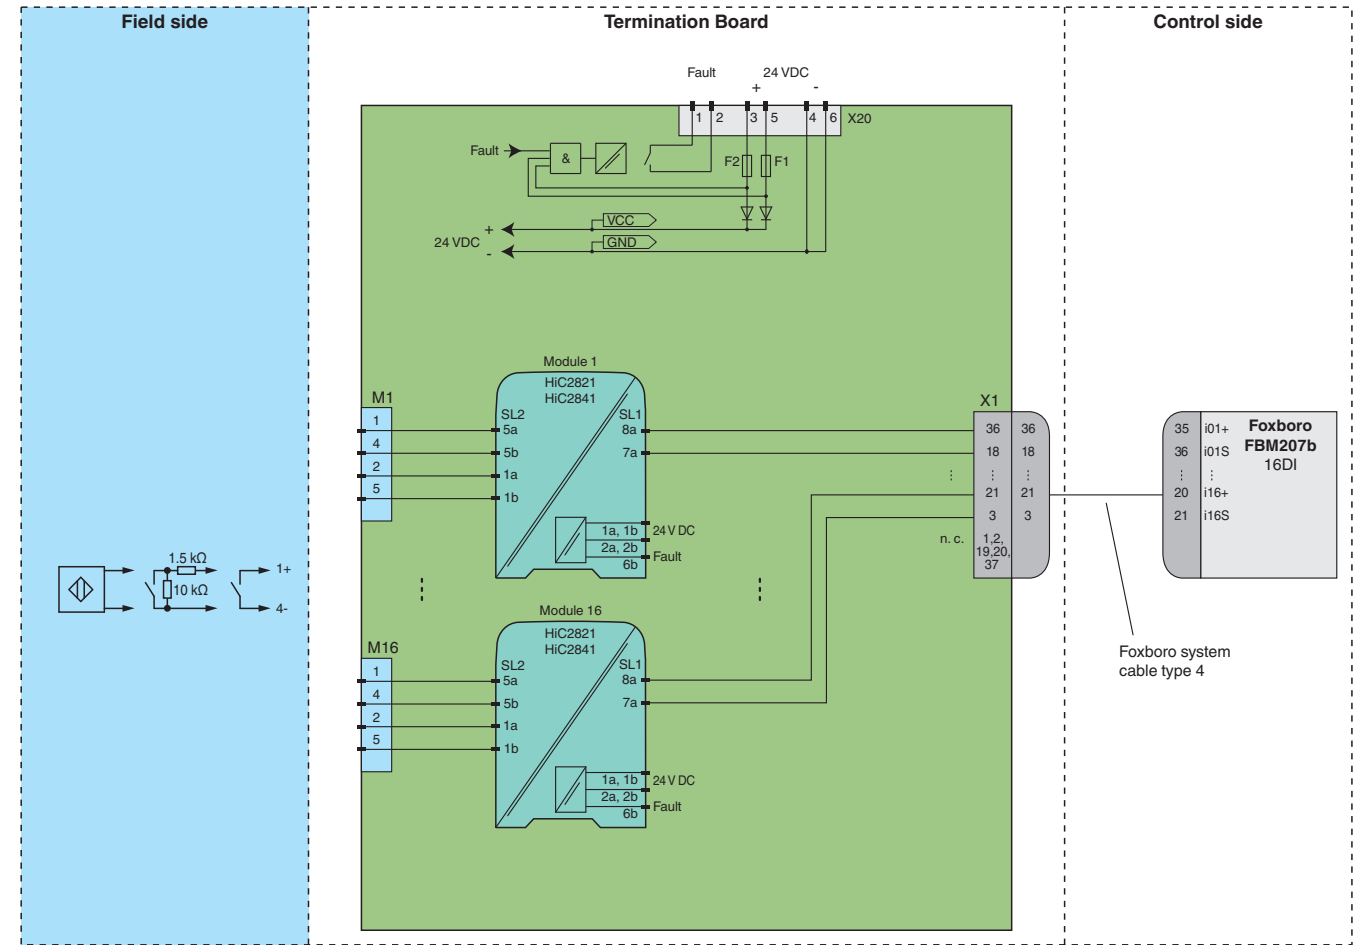 Field side
Termination Board
Control side
Fault
24 VDC
+
-
1 2 3 5 4 6 X20
Fault
&
F2
F1
VCC
+
24 VDC
GND
-
Module 1
HiC2821
HiC2841
M1
SL2
SL1
1
5a
8a
4
5b
7a
2
1a
5
1b
1a, 1b
24 V DC
2a, 2b
Fault
6b
X1
36 36
18 18
21 21
3 3
n. c.
1,2,
19,20,
37
35 i01+
36 i01S
20 i16+
21 i16S
Foxboro
FBM207b
16DI
1.5 kΩ
10 kΩ
1+
4-
Module 16
HiC2821
HiC2841
M16
SL2
SL1
1
5a
8a
4
5b
7a
2
1a
5
1b
1a, 1b
24 V DC
2a, 2b
Fault
6b
Foxboro system
cable type 4